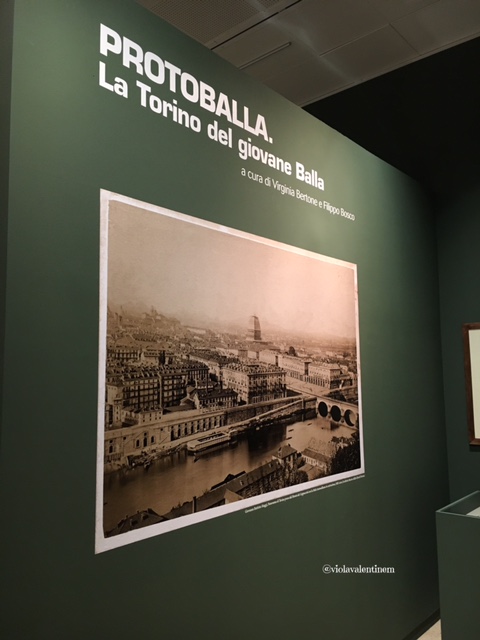 PROTOBALLA.
La Torino del giovane Balla
a cura di Virginia Bertone e Filippo Bosco
@violavalentinem